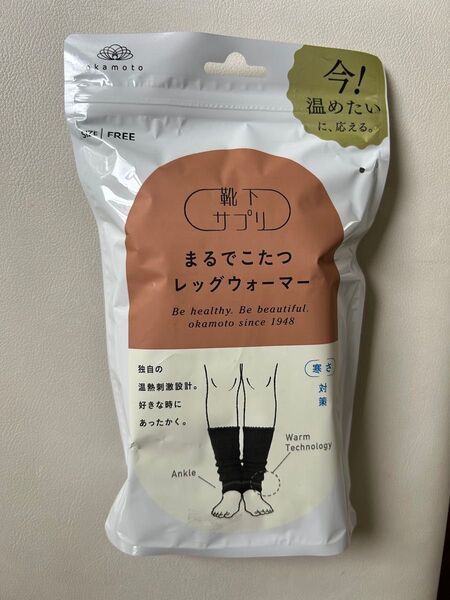 okamoto
SIZE | FREE
今!
温めたい
に、応える。
靴下
サプリ
まるでこたつ
レッグウォーマー
Be healthy. Be beautiful.
okamoto since 1948
独自の
温熱刺激設計。
好きな時に
あったかく。
寒さ
対策
Warm
Technology
Ankle